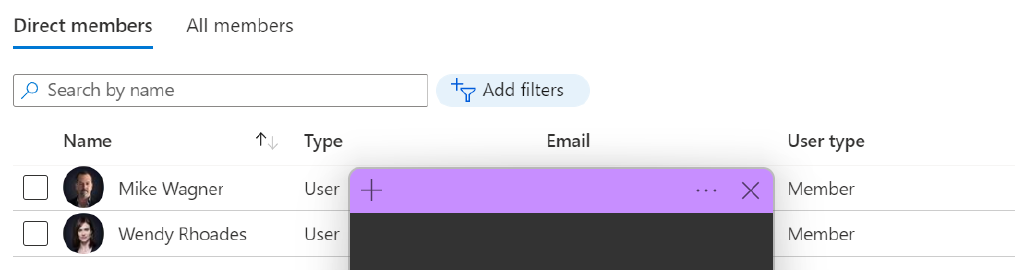 Direct members All members
Search by name Add filters
Name Type Email User type
Mike Wagner User Member
Wendy Rhoades User Member